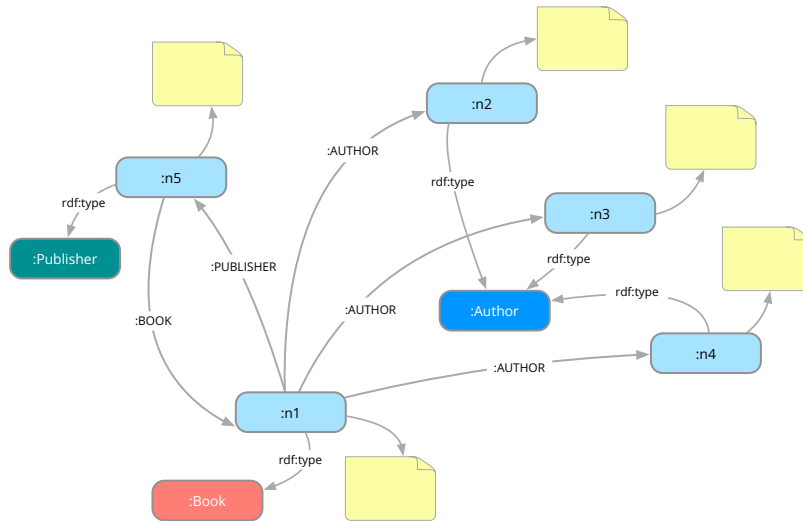 :n2
:AUTHOR
:n5
rdf:type
rdf:type
:n3
:Publisher
:PUBLISHER
rdf:type
rdf:type
:Author
:AUTHOR
:BOOK
:n4
:AUTHOR
:n1
rdf:type
:Book